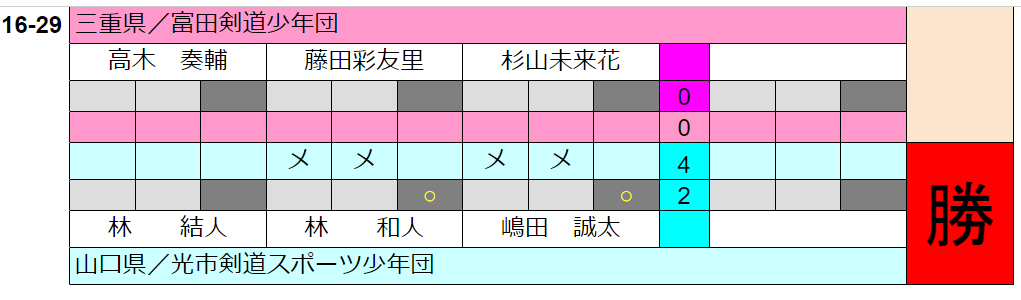 16-29
三重県／富田剣道少年団
高木 奏輔 藤田彩友里 杉山未来花
0
0
メ メ メ メ 4
○ ○ 2
林 結人 林 和人 嶋田 誠太
山口県／光市剣道スポーツ少年団
勝